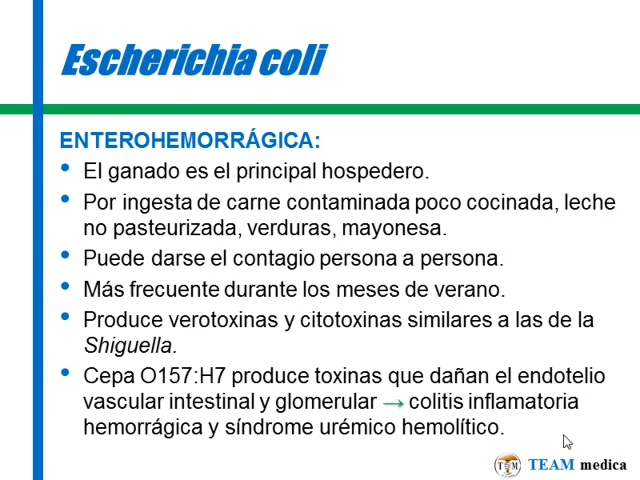 Escherichia coli
ENTEROHEMORRÁGICA:
• El ganado es el principal hospedero.
• Por ingesta de carne contaminada poco cocinada, leche
no pasteurizada, verduras, mayonesa.
• Puede darse el contagio persona a persona.
• Más frecuente durante los meses de verano.
• Produce verotoxinas y citotoxinas similares a las de la
Shiguella.
• Cepa O157:H7 produce toxinas que dañan el endotelio
vascular intestinal y glomerular → colitis inflamatoria
hemorrágica y síndrome urémico hemolítico.
TEAM medica